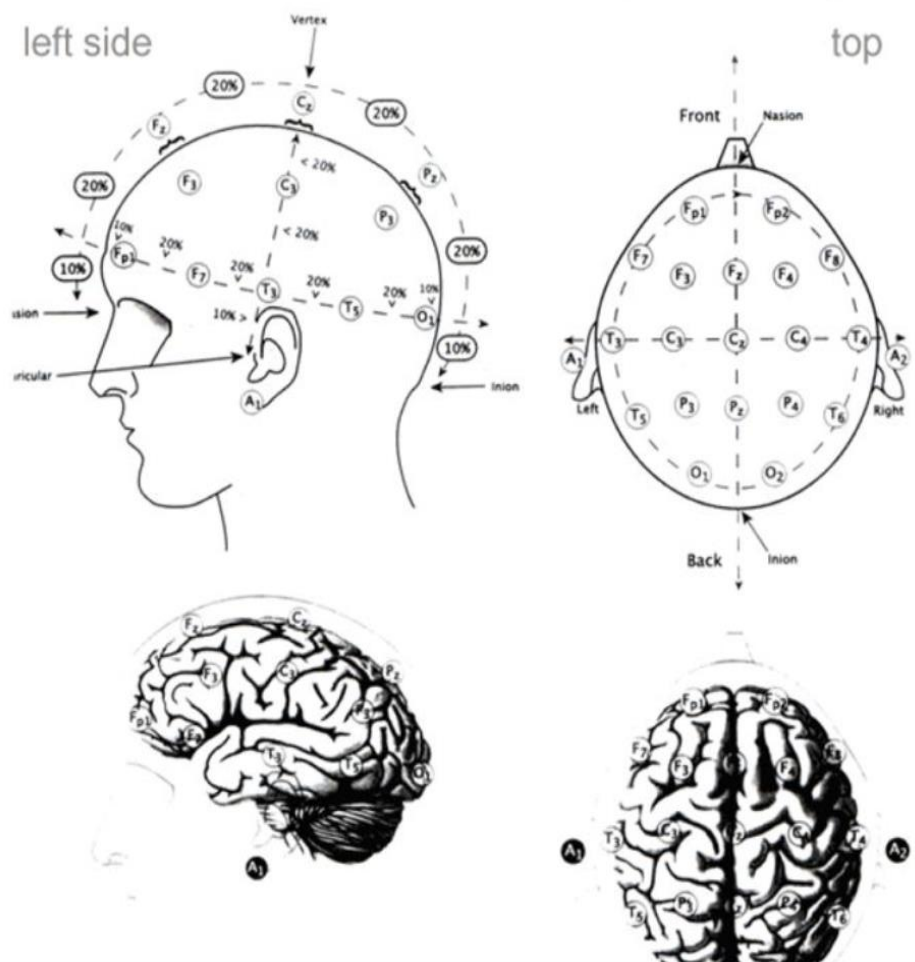 left side
top
Vertex
20%
Cz
20%
Fz
20%
F3
< 20%
C3
Pz
P3
Front
Nasion
10%
Fp1
20%
F7
20%
< 20%
T3
20%
T5
20%
10%
O1
20%
10%
10% >
10%
sion
ricular
A1
Inion
Fp1
Fp2
F7
F3
Fz
F4
F8
A1
T3
C3
Cz
C4
T4
A2
Left
Right
T5
P3
Pz
P4
T6
O1
O2
Back
Inion
Fz
Cz
F3
C3
Pz
P3
Fp1
T3
T5
O1
A1
Fp1
Fp2
F7
F3
F4
F8
A1
T3
C3
C4
T4
A2
T5
P3
P4
T6